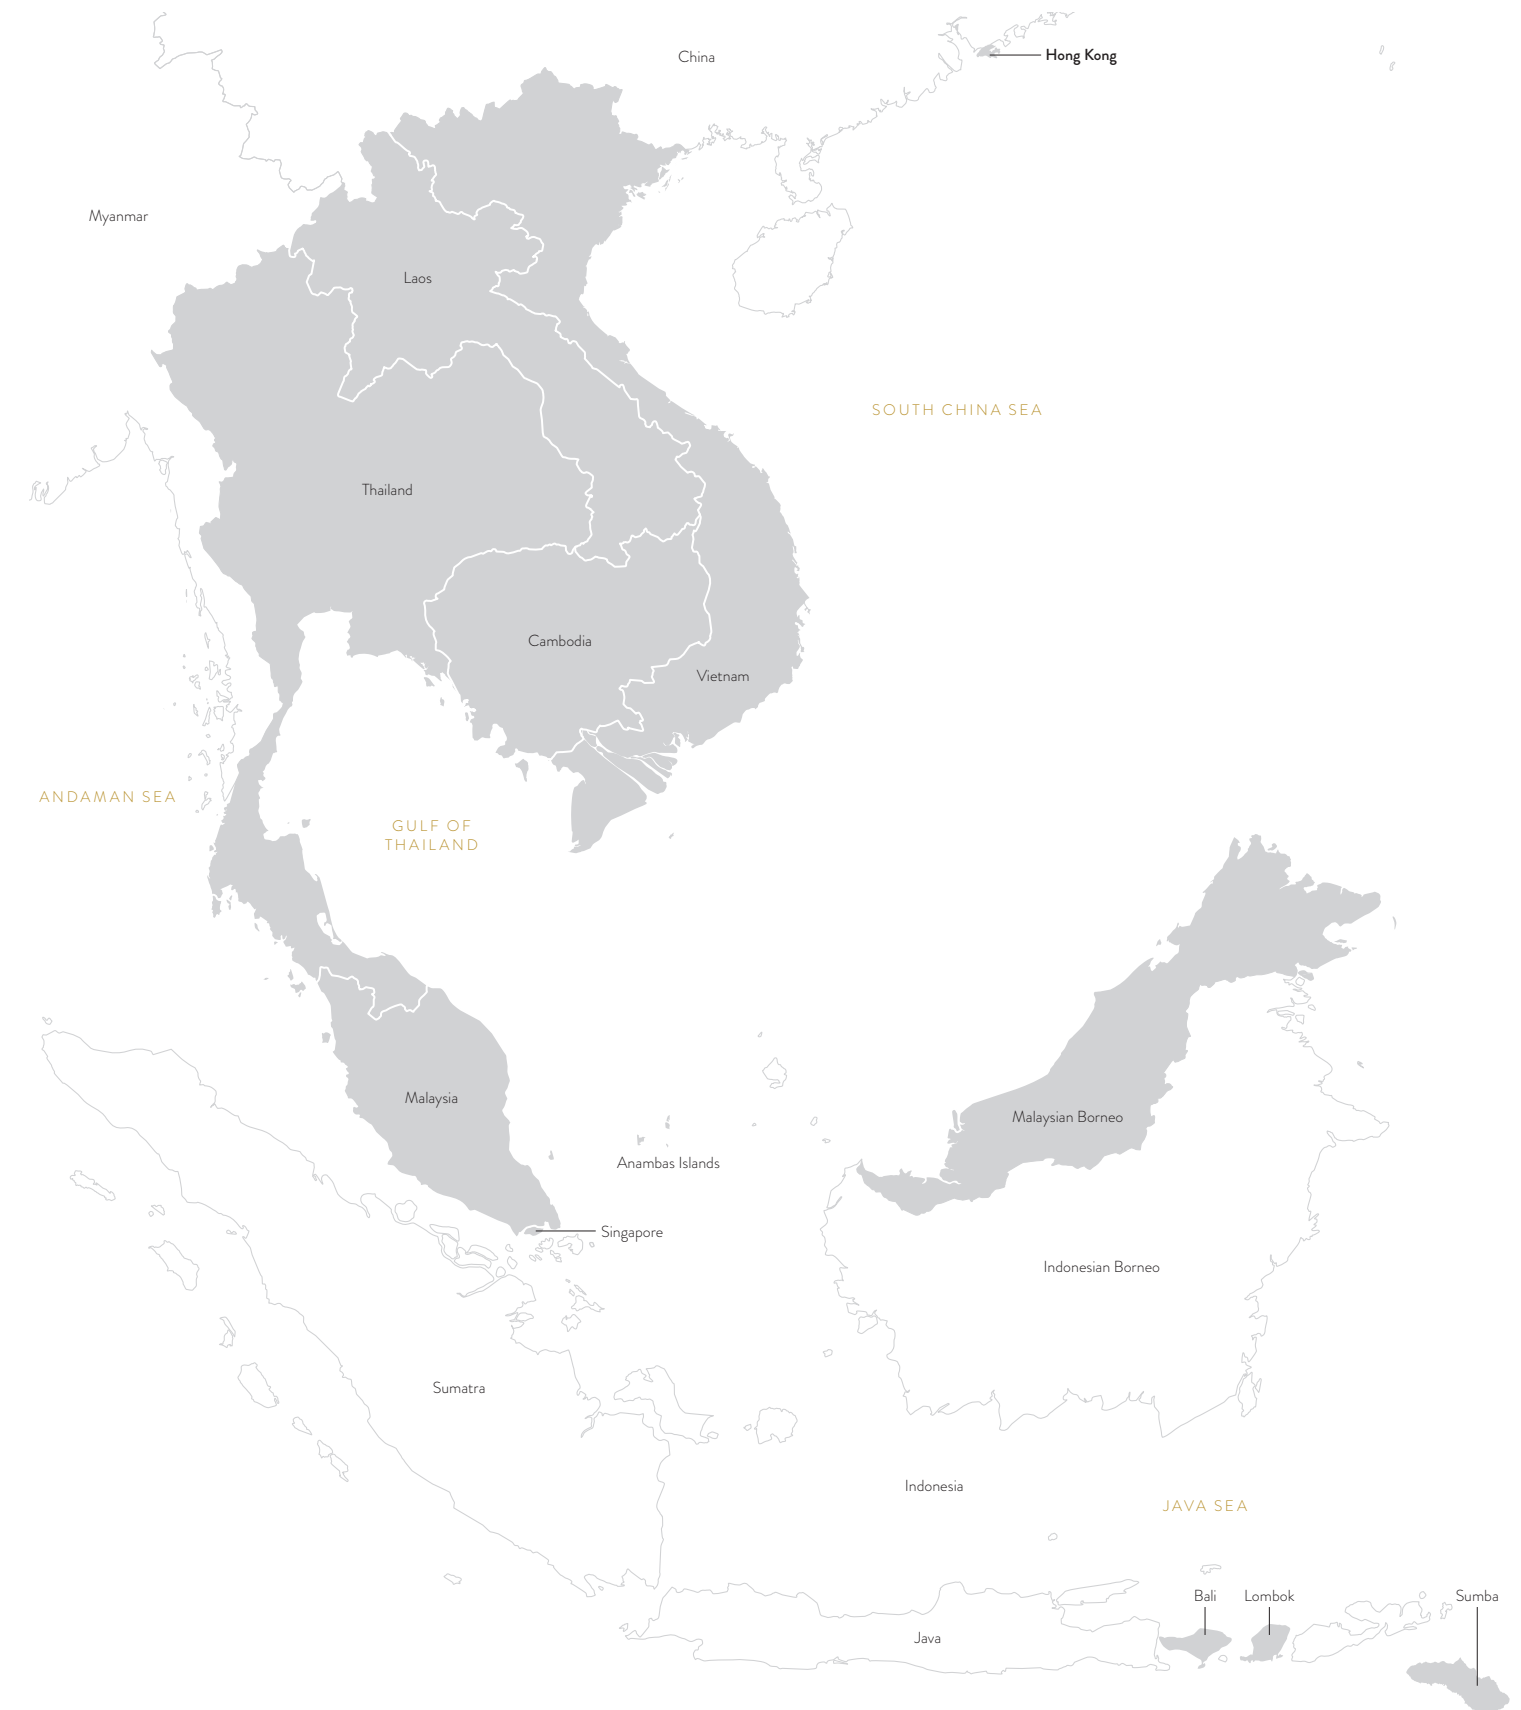 China
Hong Kong
Myanmar
Laos
SOUTH CHINA SEA
Thailand
Cambodia
Vietnam
ANDAMAN SEA
GULF OF
THAILAND
Malaysia
Malaysian Borneo
Anambas Islands
Singapore
Indonesian Borneo
Sumatra
Indonesia
JAVA SEA
Bali
Lombok
Sumba
Java